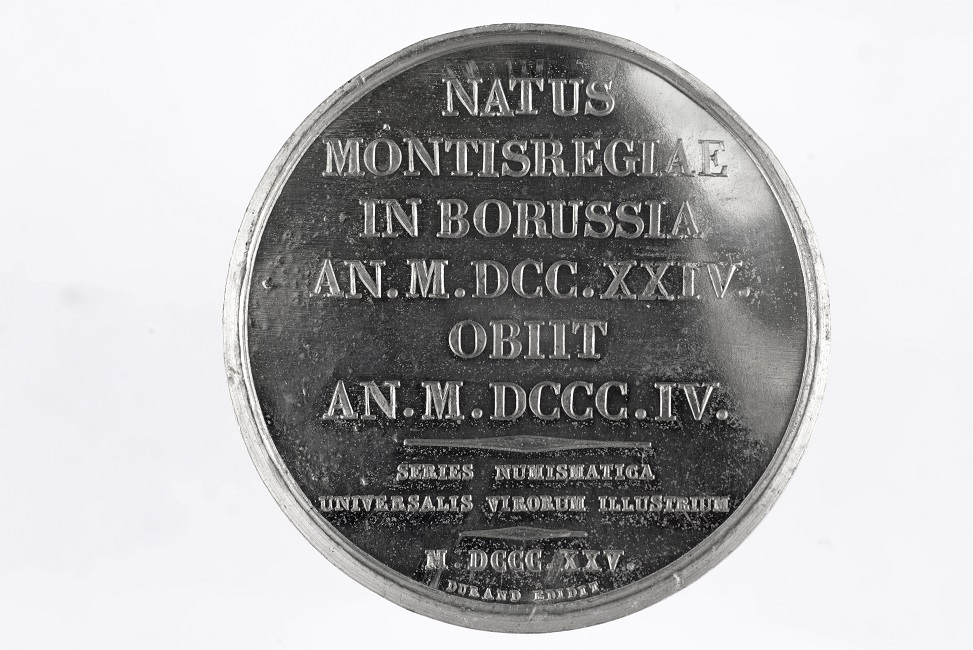 NATUS
MONTISREGIAE
IN BORUSSIA
AN. M. DCC. XXIV.
OBIIT
AN. M. DCCC. IV.
SERIES NUMISMATICA
UNIVERSALIS VIRORUM ILLUSTRIUM
M. DCCC. XXV.
DURAND EDIDIT